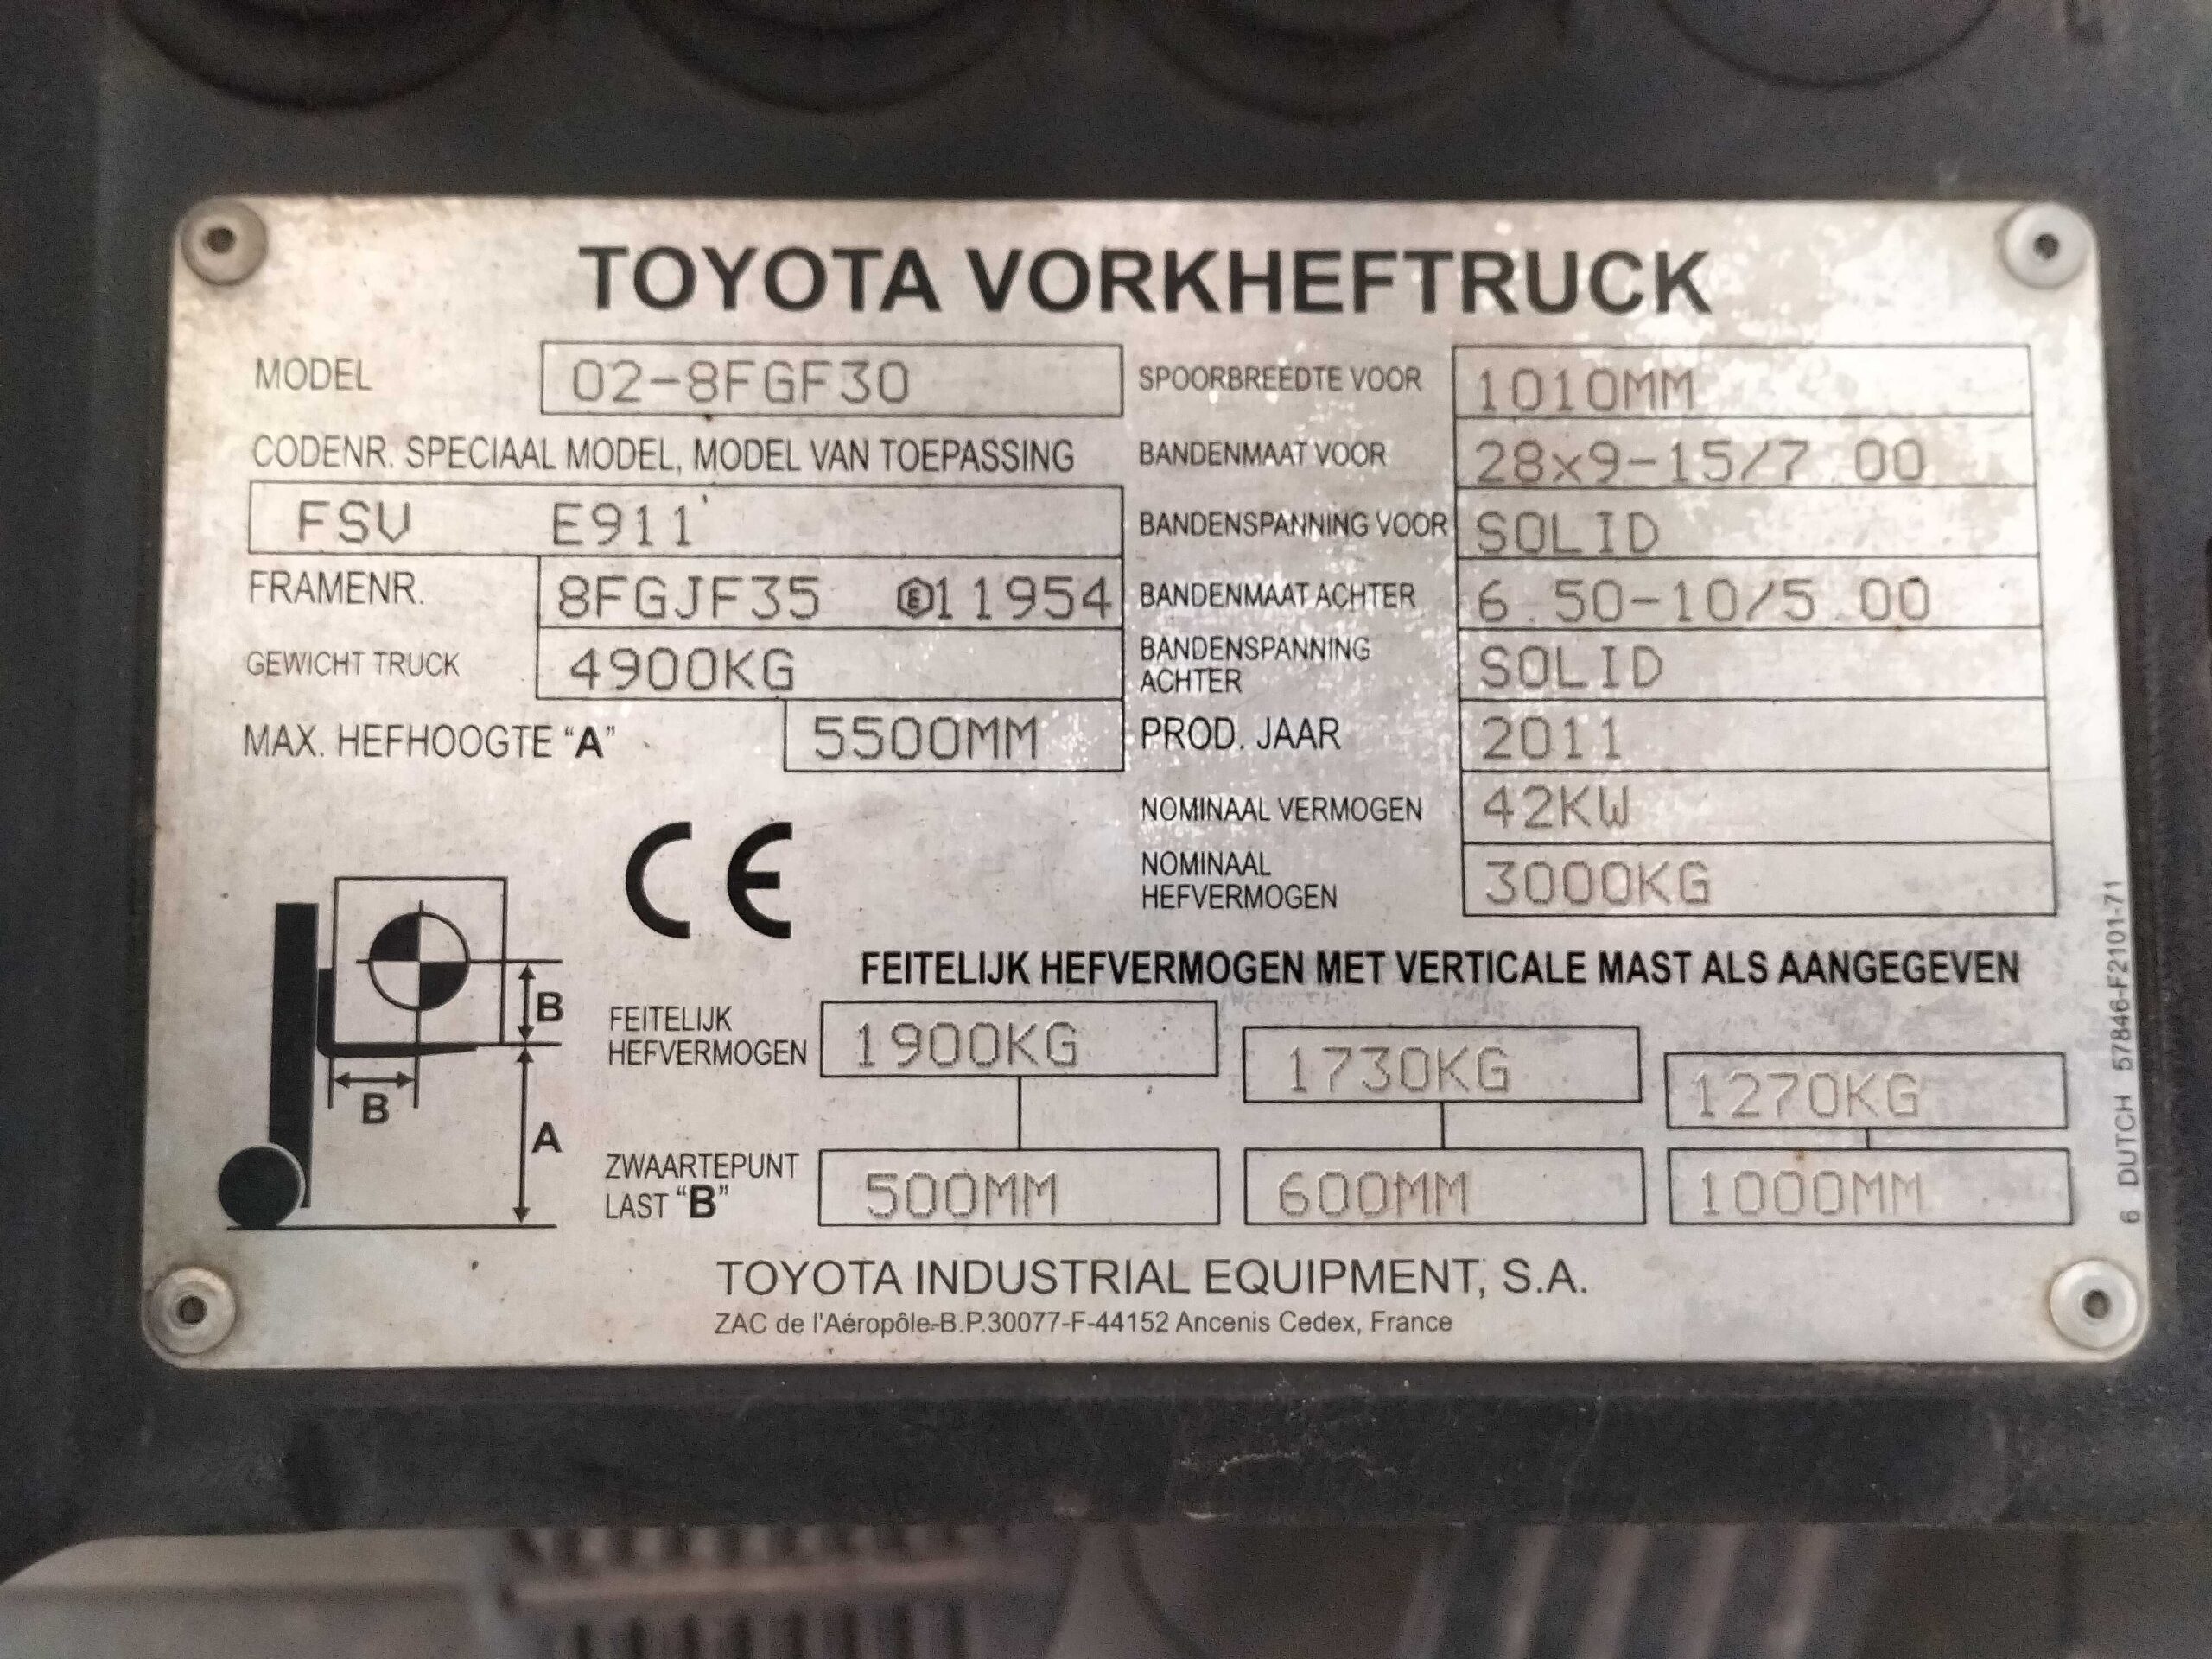 TOYOTA VORKHEFTRUCK
MODEL 02-8FGF30
CODENR. SPECIAAL MODEL, MODEL VAN TOEPASSING
FSV E911
FRAMENR. 8FGJF35 E11954
GEWICHT TRUCK 4900KG
MAX. HEFHOOGTE “A” 5500MM
SPOORBREEDTE VOOR 1010MM
BANDENMAAT VOOR 28x9-15/7.00
BANDENSPANNING VOOR SOLID
BANDENMAAT ACHTER 6.50-10/5.00
BANDENSPANNING
ACHTER SOLID
PROD. JAAR 2011
NOMINAAL VERMOGEN 42KW
NOMINAAL
HEFVERMOGEN 3000KG
CE
B
B
A
FEITELIJK HEFVERMOGEN MET VERTICALE MAST ALS AANGEGEVEN
FEITELIJK
HEFVERMOGEN 1900KG 1730KG 1270KG
ZWAARTEPUNT
LAST “B” 500MM 600MM 1000MM
TOYOTA INDUSTRIAL EQUIPMENT, S.A.
ZAC de l'Aéropôle-B.P.30077-F-44152 Ancenis Cedex, France
6 DUTCH 57846-F2101-71